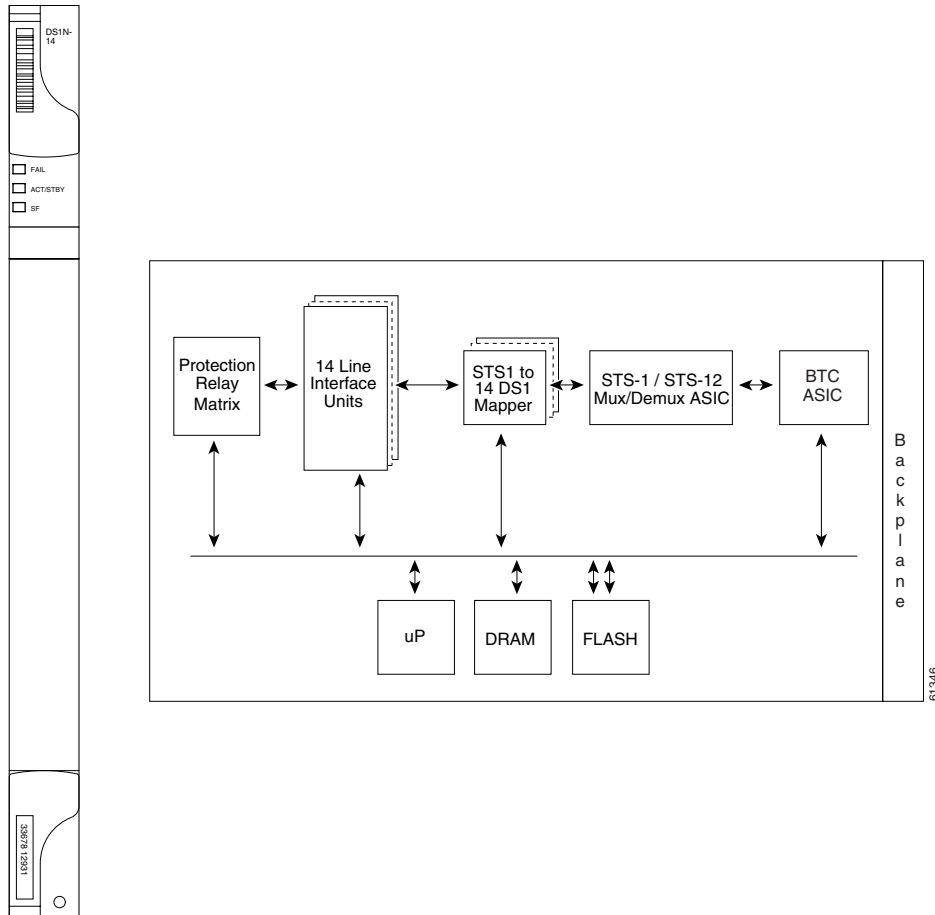 DS1N-
14
FAIL
ACT/STBY
SF
33678 12931
Protection
Relay
Matrix
14 Line
Interface
Units
STS1 to
14 DS1
Mapper
STS-1 / STS-12
Mux/Demux ASIC
BTC
ASIC
uP
DRAM
FLASH
Backplane
61346